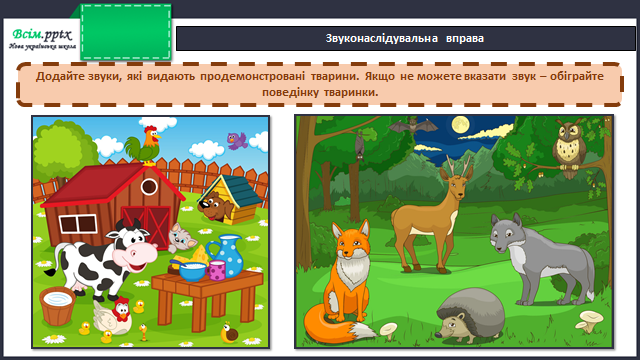 Всім.pptx
Нова українська школа
Звуконаслідувальна вправа
Додайте звуки, які видають продемонстровані тварини. Якщо не можете вказати звук – обіграйте
поведінку тваринки.